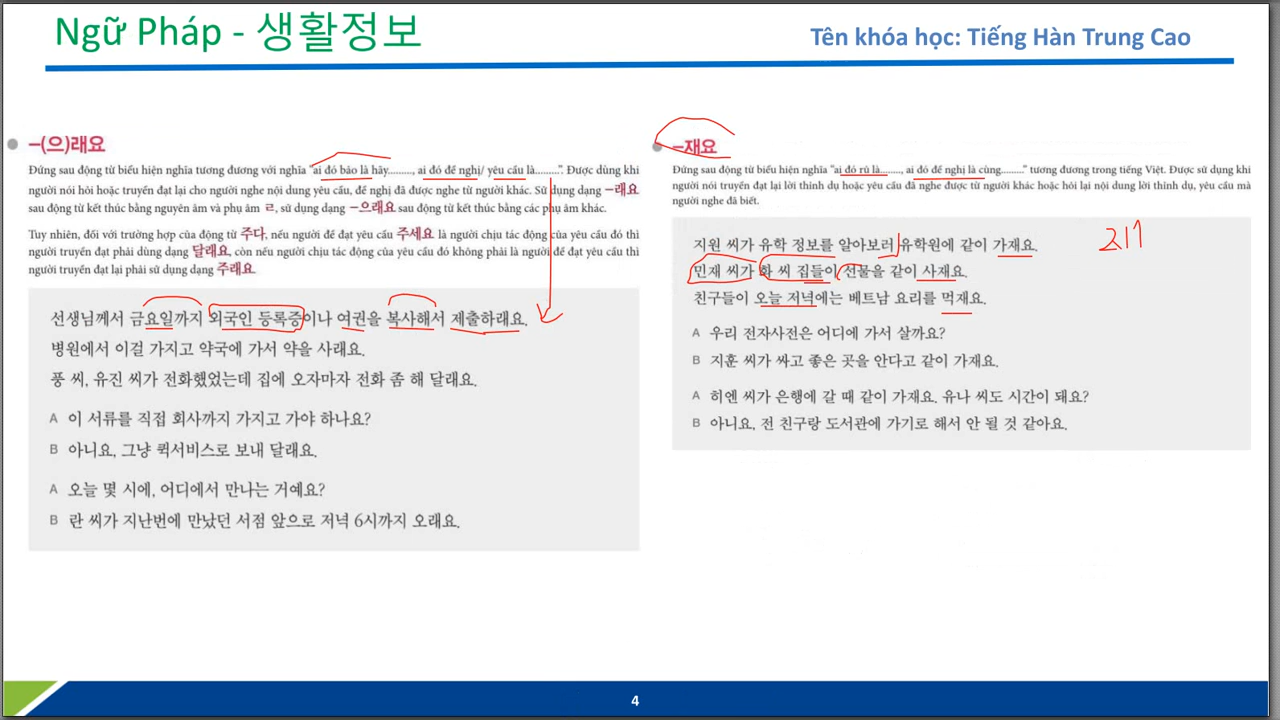 Ngữ Pháp - 생활정보
Tên khóa học: Tiếng Hàn Trung Cao
–(으)래요
Đứng sau động từ biểu hiện nghĩa tương đương với nghĩa "ai đó bảo là hãy........., ai đó đề nghị/ yêu cầu là.........". Được dùng khi
người nói hỏi hoặc truyền đạt lại cho người nghe nội dung yêu cầu, đề nghị đã được nghe từ người khác. Sử dụng dạng –래요
sau động từ kết thúc bằng nguyên âm và phụ âm ㄹ, sử dụng dạng –으래요 sau động từ kết thúc bằng các phụ âm khác.
Tuy nhiên, đối với trường hợp của động từ 주다, nếu người đề đạt yêu cầu 주세요 là người chịu tác động của yêu cầu đó thì
người truyền đạt lại phải dùng dạng 달래요, còn nếu người chịu tác động của yêu cầu đó không phải là người đề đạt yêu cầu thì
người truyền đạt lại phải sử dụng dạng 주래요.
선생님께서 금요일까지 외국인 등록증이나 여권을 복사해서 제출하래요.
병원에서 이걸 가지고 약국에 가서 약을 사래요.
풍 씨, 유진 씨가 전화했었는데 집에 오자마자 전화 좀 해 달래요.
A 이 서류를 직접 회사까지 가지고 가야 하나요?
B 아니요, 그냥 퀵서비스로 보내 달래요.
A 오늘 몇 시에, 어디에서 만나는 거예요?
B 란 씨가 지난번에 만났던 서점 앞으로 저녁 6시까지 오래요.
–재요
Đứng sau động từ biểu hiện nghĩa "ai đó rủ là......., ai đó đề nghị là cùng........" tương đương trong tiếng Việt. Được sử dụng khi
người nói truyền đạt lại lời thỉnh dụ hoặc yêu cầu đã nghe được từ người khác hoặc hỏi lại nội dung lời thỉnh dụ, yêu cầu mà
người nghe đã biết.
지원 씨가 유학 정보를 알아보러 유학원에 같이 가재요.
민재 씨가 화 씨 집들이 선물을 같이 사재요.
친구들이 오늘 저녁에는 베트남 요리를 먹재요.
A 우리 전자사전은 어디에 가서 살까요?
B 지훈 씨가 싸고 좋은 곳을 안다고 같이 가재요.
A 히엔 씨가 은행에 갈 때 같이 가재요. 유나 씨도 시간이 돼요?
B 아니요, 전 친구랑 도서관에 가기로 해서 안 될 것 같아요.
4